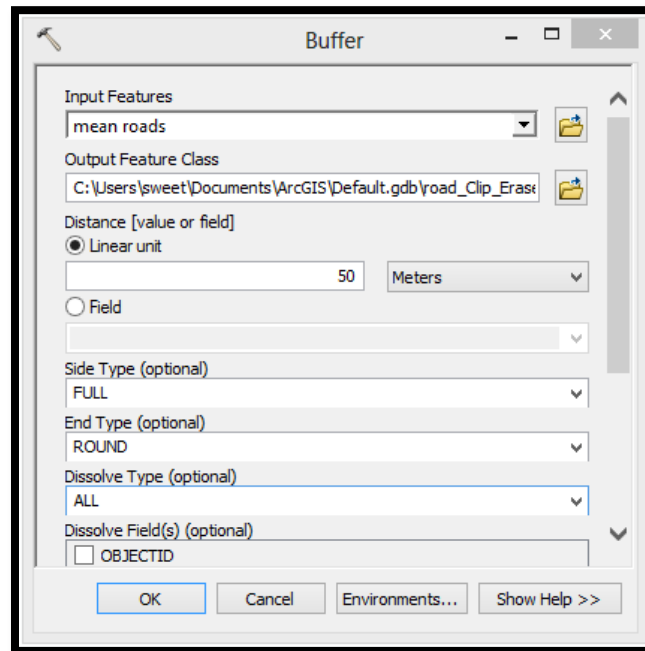 Buffer
Input Features
mean roads
Output Feature Class
C:\Users\sweet\Documents\ArcGIS\Default.gdb\road_Clip_Erase
Distance [value or field]
Linear unit
50 Meters
Field
Side Type (optional)
FULL
End Type (optional)
ROUND
Dissolve Type (optional)
ALL
Dissolve Field(s) (optional)
OBJECTID
OK Cancel Environments... Show Help >>